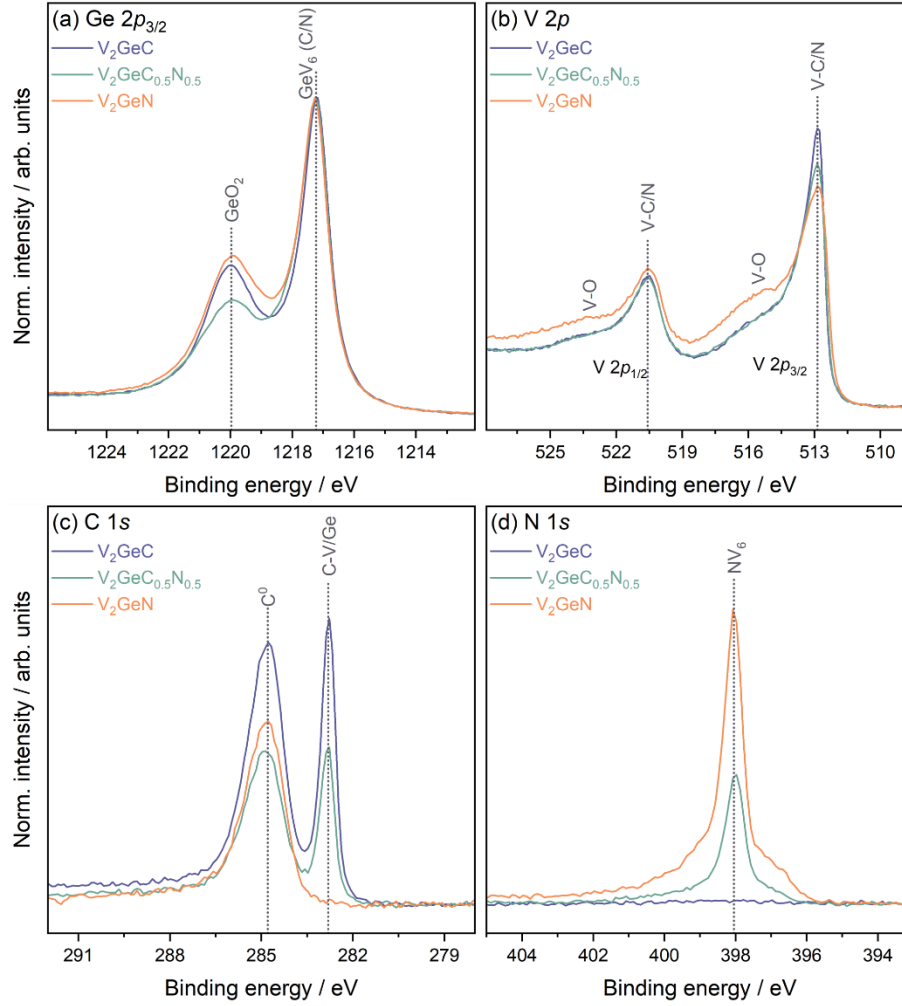 (a) Ge 2p₃/₂
V₂GeC
V₂GeC₀.₅N₀.₅
V₂GeN
GeO₂
GeV₆ (C/N)
1224 1222 1220 1217 1216 1214
Binding energy / eV
Norm. intensity / arb. units
(b) V 2p
V₂GeC
V₂GeC₀.₅N₀.₅
V₂GeN
V-O
V-C/N
V-O
V-C/N
V 2p₁/₂
V 2p₃/₂
525 519 516 513 510
Binding energy / eV
(c) C 1s
V₂GeC
V₂GeC₀.₅N₀.₅
V₂GeN
C⁰
C-V/Ge
291 288 285 282 279
Binding energy / eV
Norm. intensity / arb. units
(d) N 1s
V₂GeC
V₂GeC₀.₅N₀.₅
V₂GeN
NV₆
404 402 400 398 396 394
Binding energy / eV